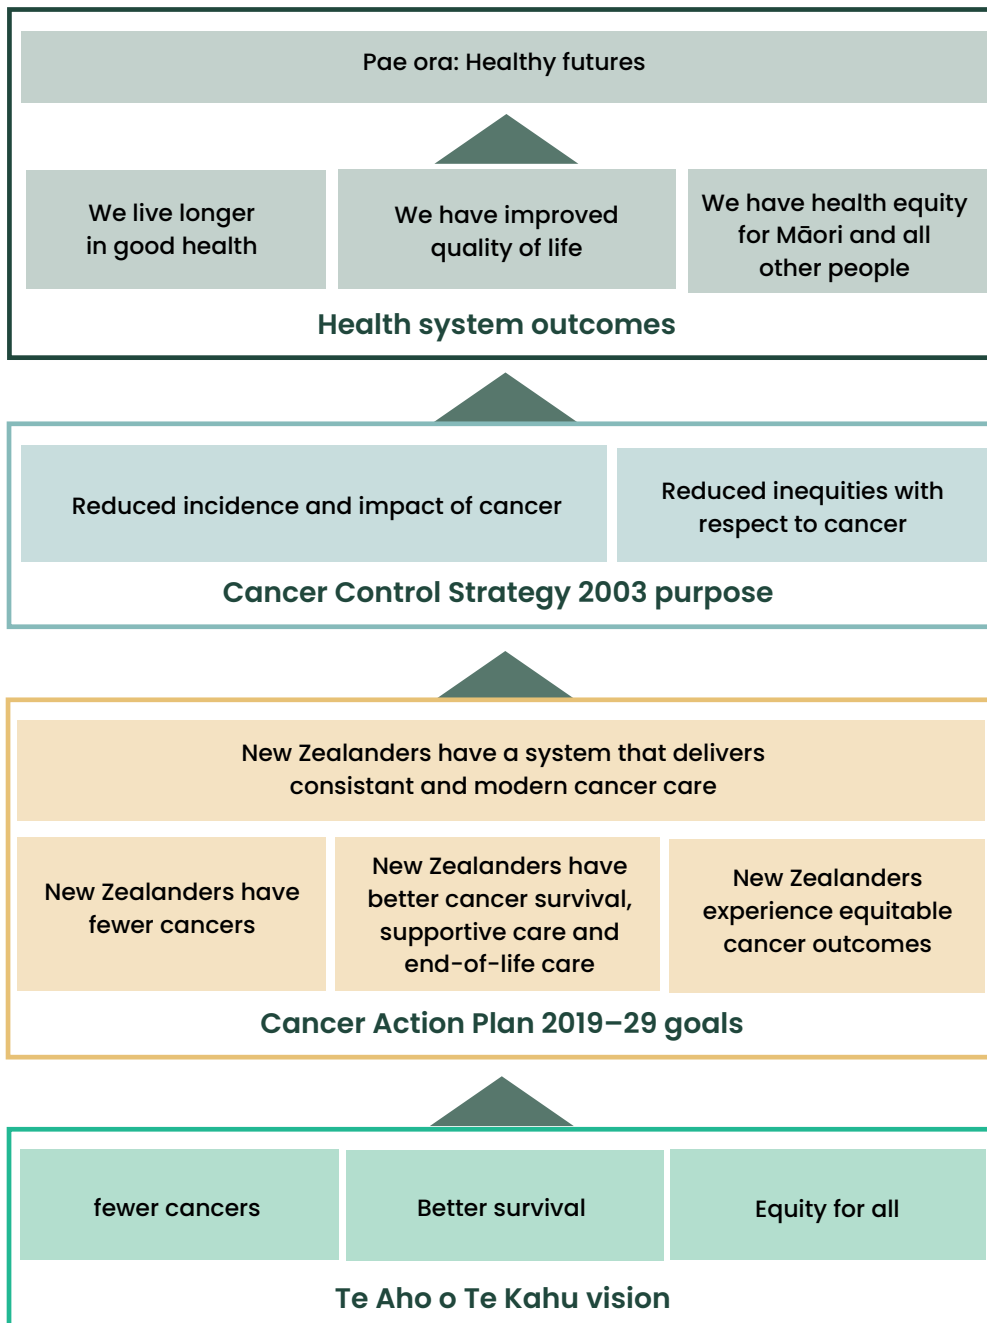 Pae ora: Healthy futures
We live longer
in good health
We have improved
quality of life
We have health equity
for Māori and all
other people
Health system outcomes
Reduced incidence and impact of cancer
Reduced inequities with
respect to cancer
Cancer Control Strategy 2003 purpose
New Zealanders have a system that delivers
consistant and modern cancer care
New Zealanders have
fewer cancers
New Zealanders have
better cancer survival,
supportive care and
end-of-life care
New Zealanders
experience equitable
cancer outcomes
Cancer Action Plan 2019–29 goals
fewer cancers
Better survival
Equity for all
Te Aho o Te Kahu vision